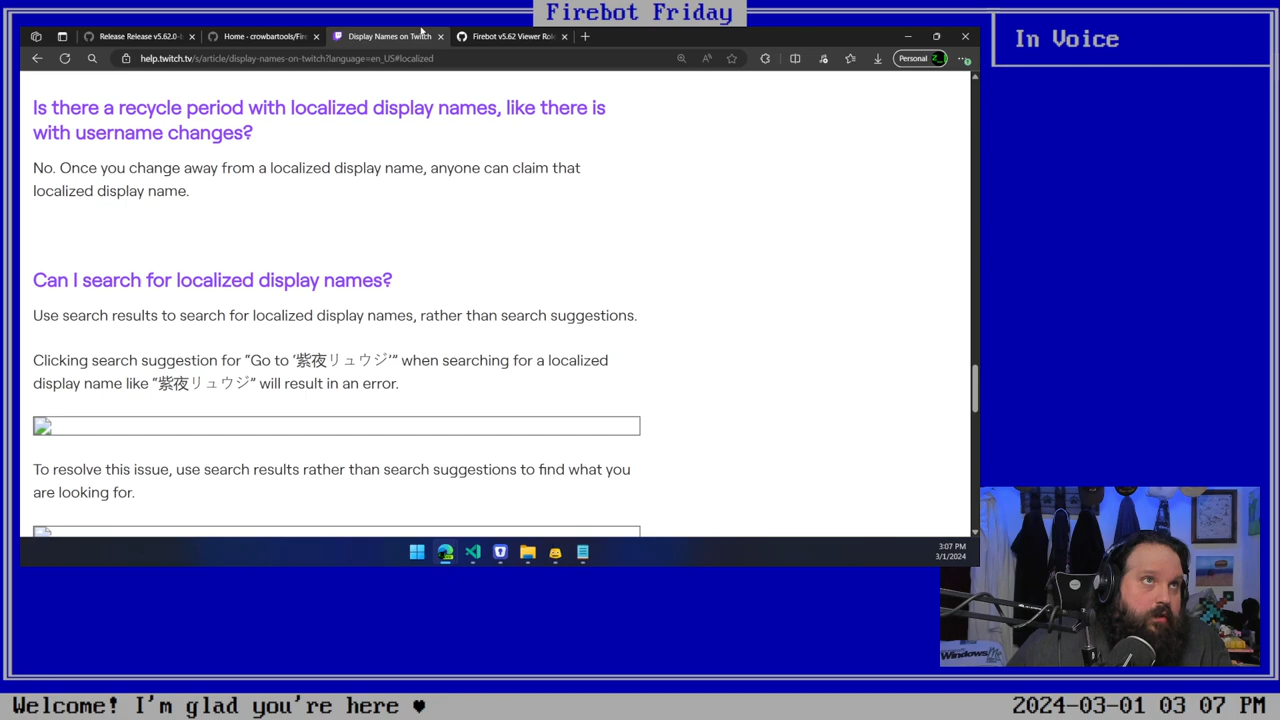 Firebot Friday
Release Release v5.62.0-b
Home · crowbartools/Fire
Display Names on Twitch
Firebot v5.62 Viewer Rol
In Voice
help.twitch.tv/s/article/display-names-on-twitch?language=en_US#localized
Personal
Is there a recycle period with localized display names, like there is
with username changes?
No. Once you change away from a localized display name, anyone can claim that
localized display name.
Can I search for localized display names?
Use search results to search for localized display names, rather than search suggestions.
Clicking search suggestion for “Go to ‘紫夜リュウジ’” when searching for a localized
display name like “紫夜リュウジ” will result in an error.
To resolve this issue, use search results rather than search suggestions to find what you
are looking for.
3:07 PM
3/1/2024
Windows Me
Welcome! I'm glad you're here ♥
2024-03-01 03 07 PM